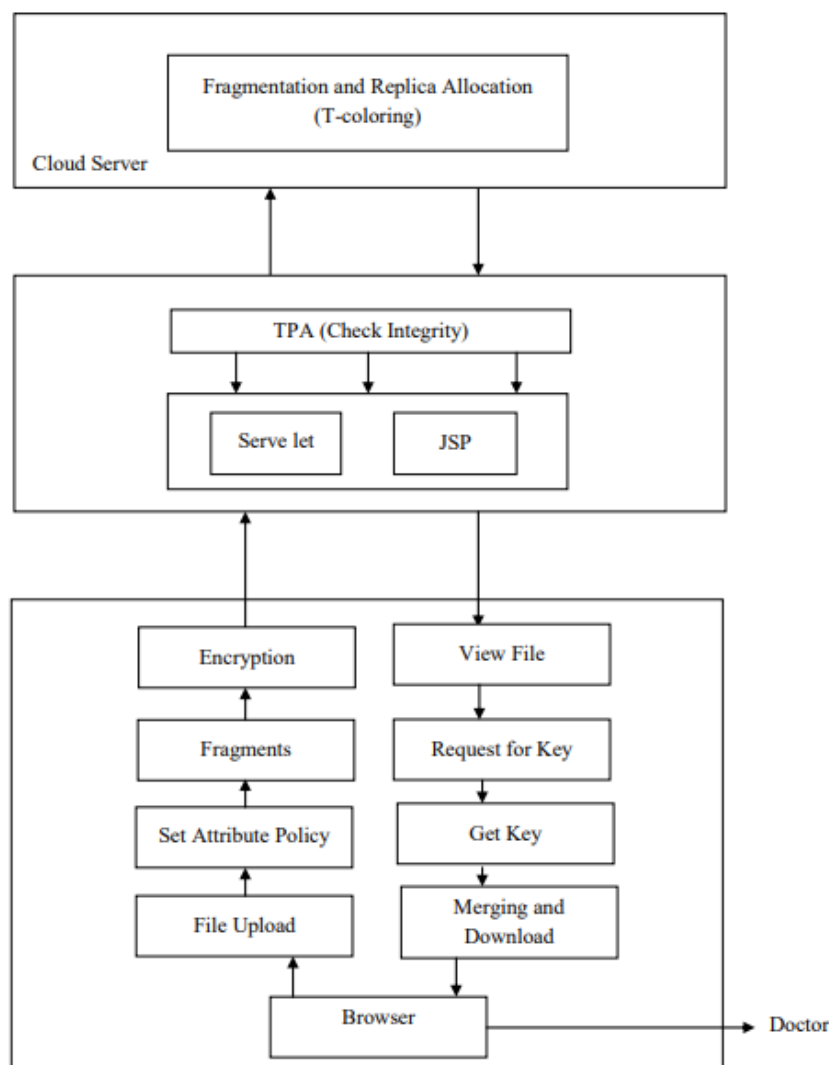 Fragmentation and Replica Allocation
(T-coloring)
Cloud Server
TPA (Check Integrity)
Serve let
JSP
Encryption
View File
Fragments
Request for Key
Set Attribute Policy
Get Key
File Upload
Merging and
Download
Browser
Doctor